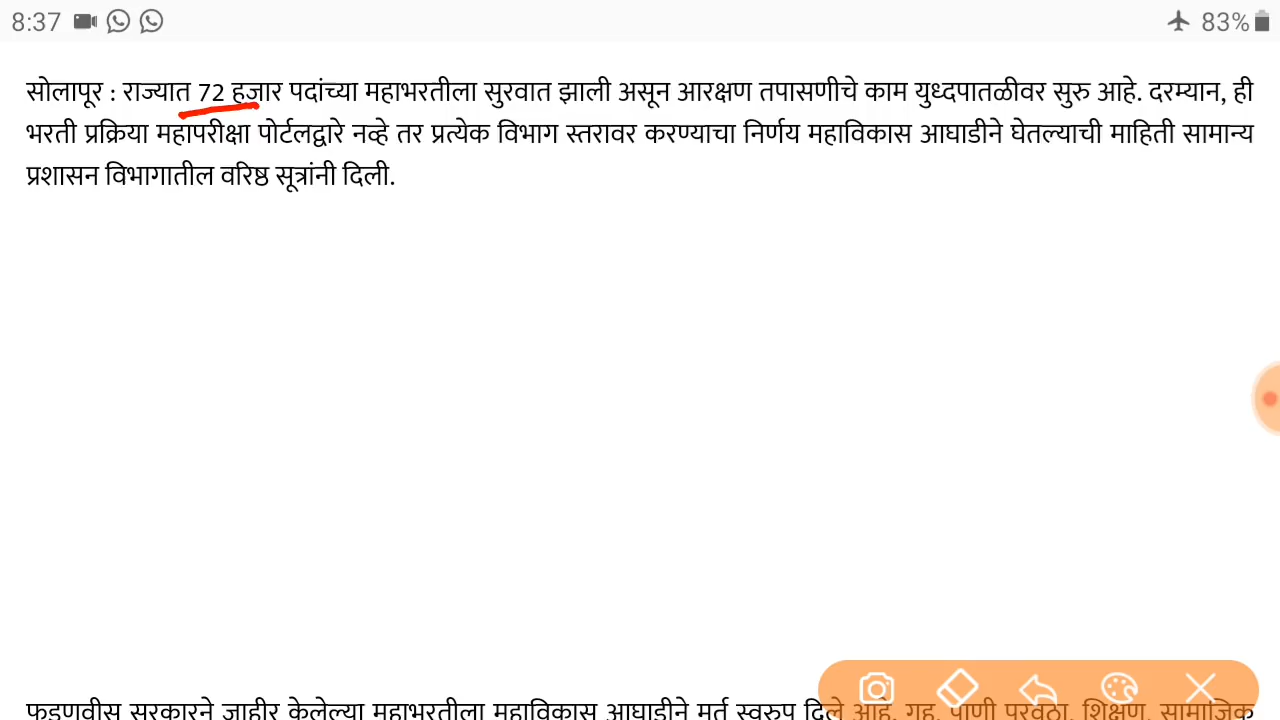 8:37 83%
सोलापूर : राज्यात 72 हजार पदांच्या महाभरतीला सुरवात झाली असून आरक्षण तपासणीचे काम युध्दपातळीवर सुरु आहे. दरम्यान, ही
भरती प्रक्रिया महापरीक्षा पोर्टलद्वारे नव्हे तर प्रत्येक विभाग स्तरावर करण्याचा निर्णय महाविकास आघाडीने घेतल्याची माहिती सामान्य
प्रशासन विभागातील वरिष्ठ सूत्रांनी दिली.
फडणवीस सरकारने जाहीर केलेल्या महाभरतीला महाविकास आघाडीने मूर्त स्वरुप दिले आहे. गृह, पाणी पुरवठा, शिक्षण, सामाजिक